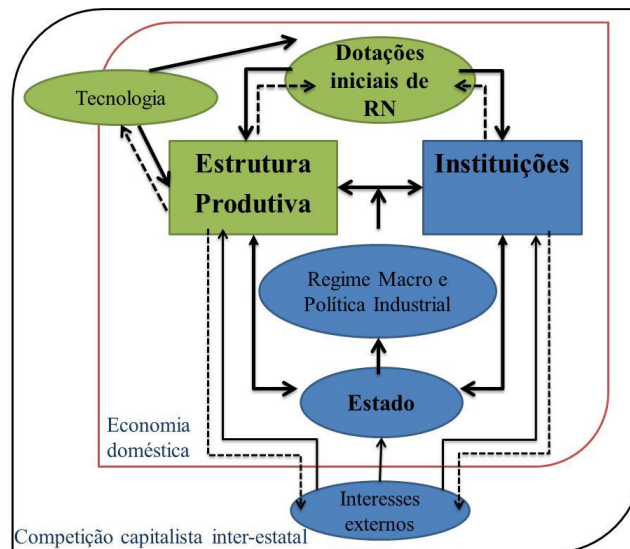 Dotações
iniciais de
RN
Tecnologia
Estrutura
Produtiva
Instituições
Regime Macro e
Política Industrial
Estado
Economia
doméstica
Interesses
externos
Competição capitalista inter-estatal